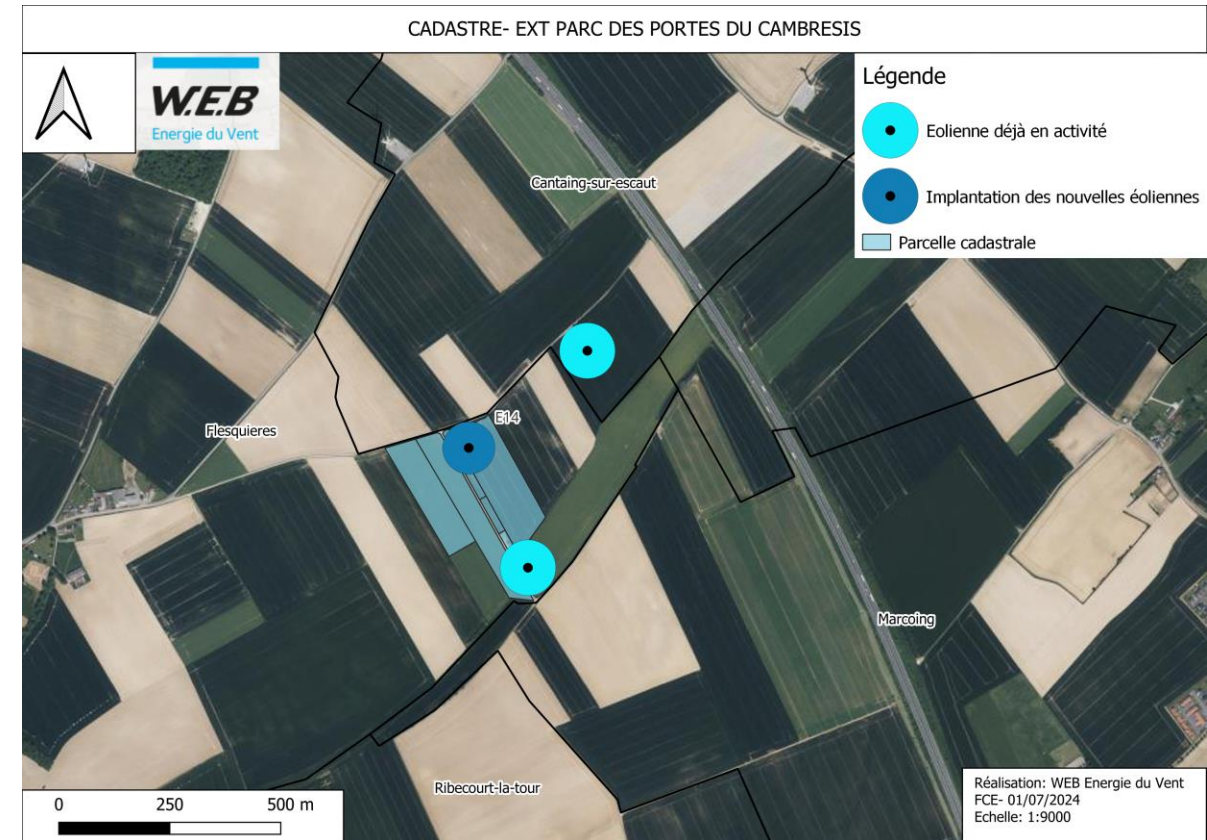 CADASTRE- EXT PARC DES PORTES DU CAMBRESIS
W.E.B
Energie du Vent
Légende
Eolienne déjà en activité
Implantation des nouvelles éoliennes
Parcelle cadastrale
Cantaing-sur-escaut
E14
Flesquieres
Marcoing
Ribecourt-la-tour
0 250 500 m
Réalisation: WEB Energie du Vent
FCE- 01/07/2024
Echelle: 1:9000